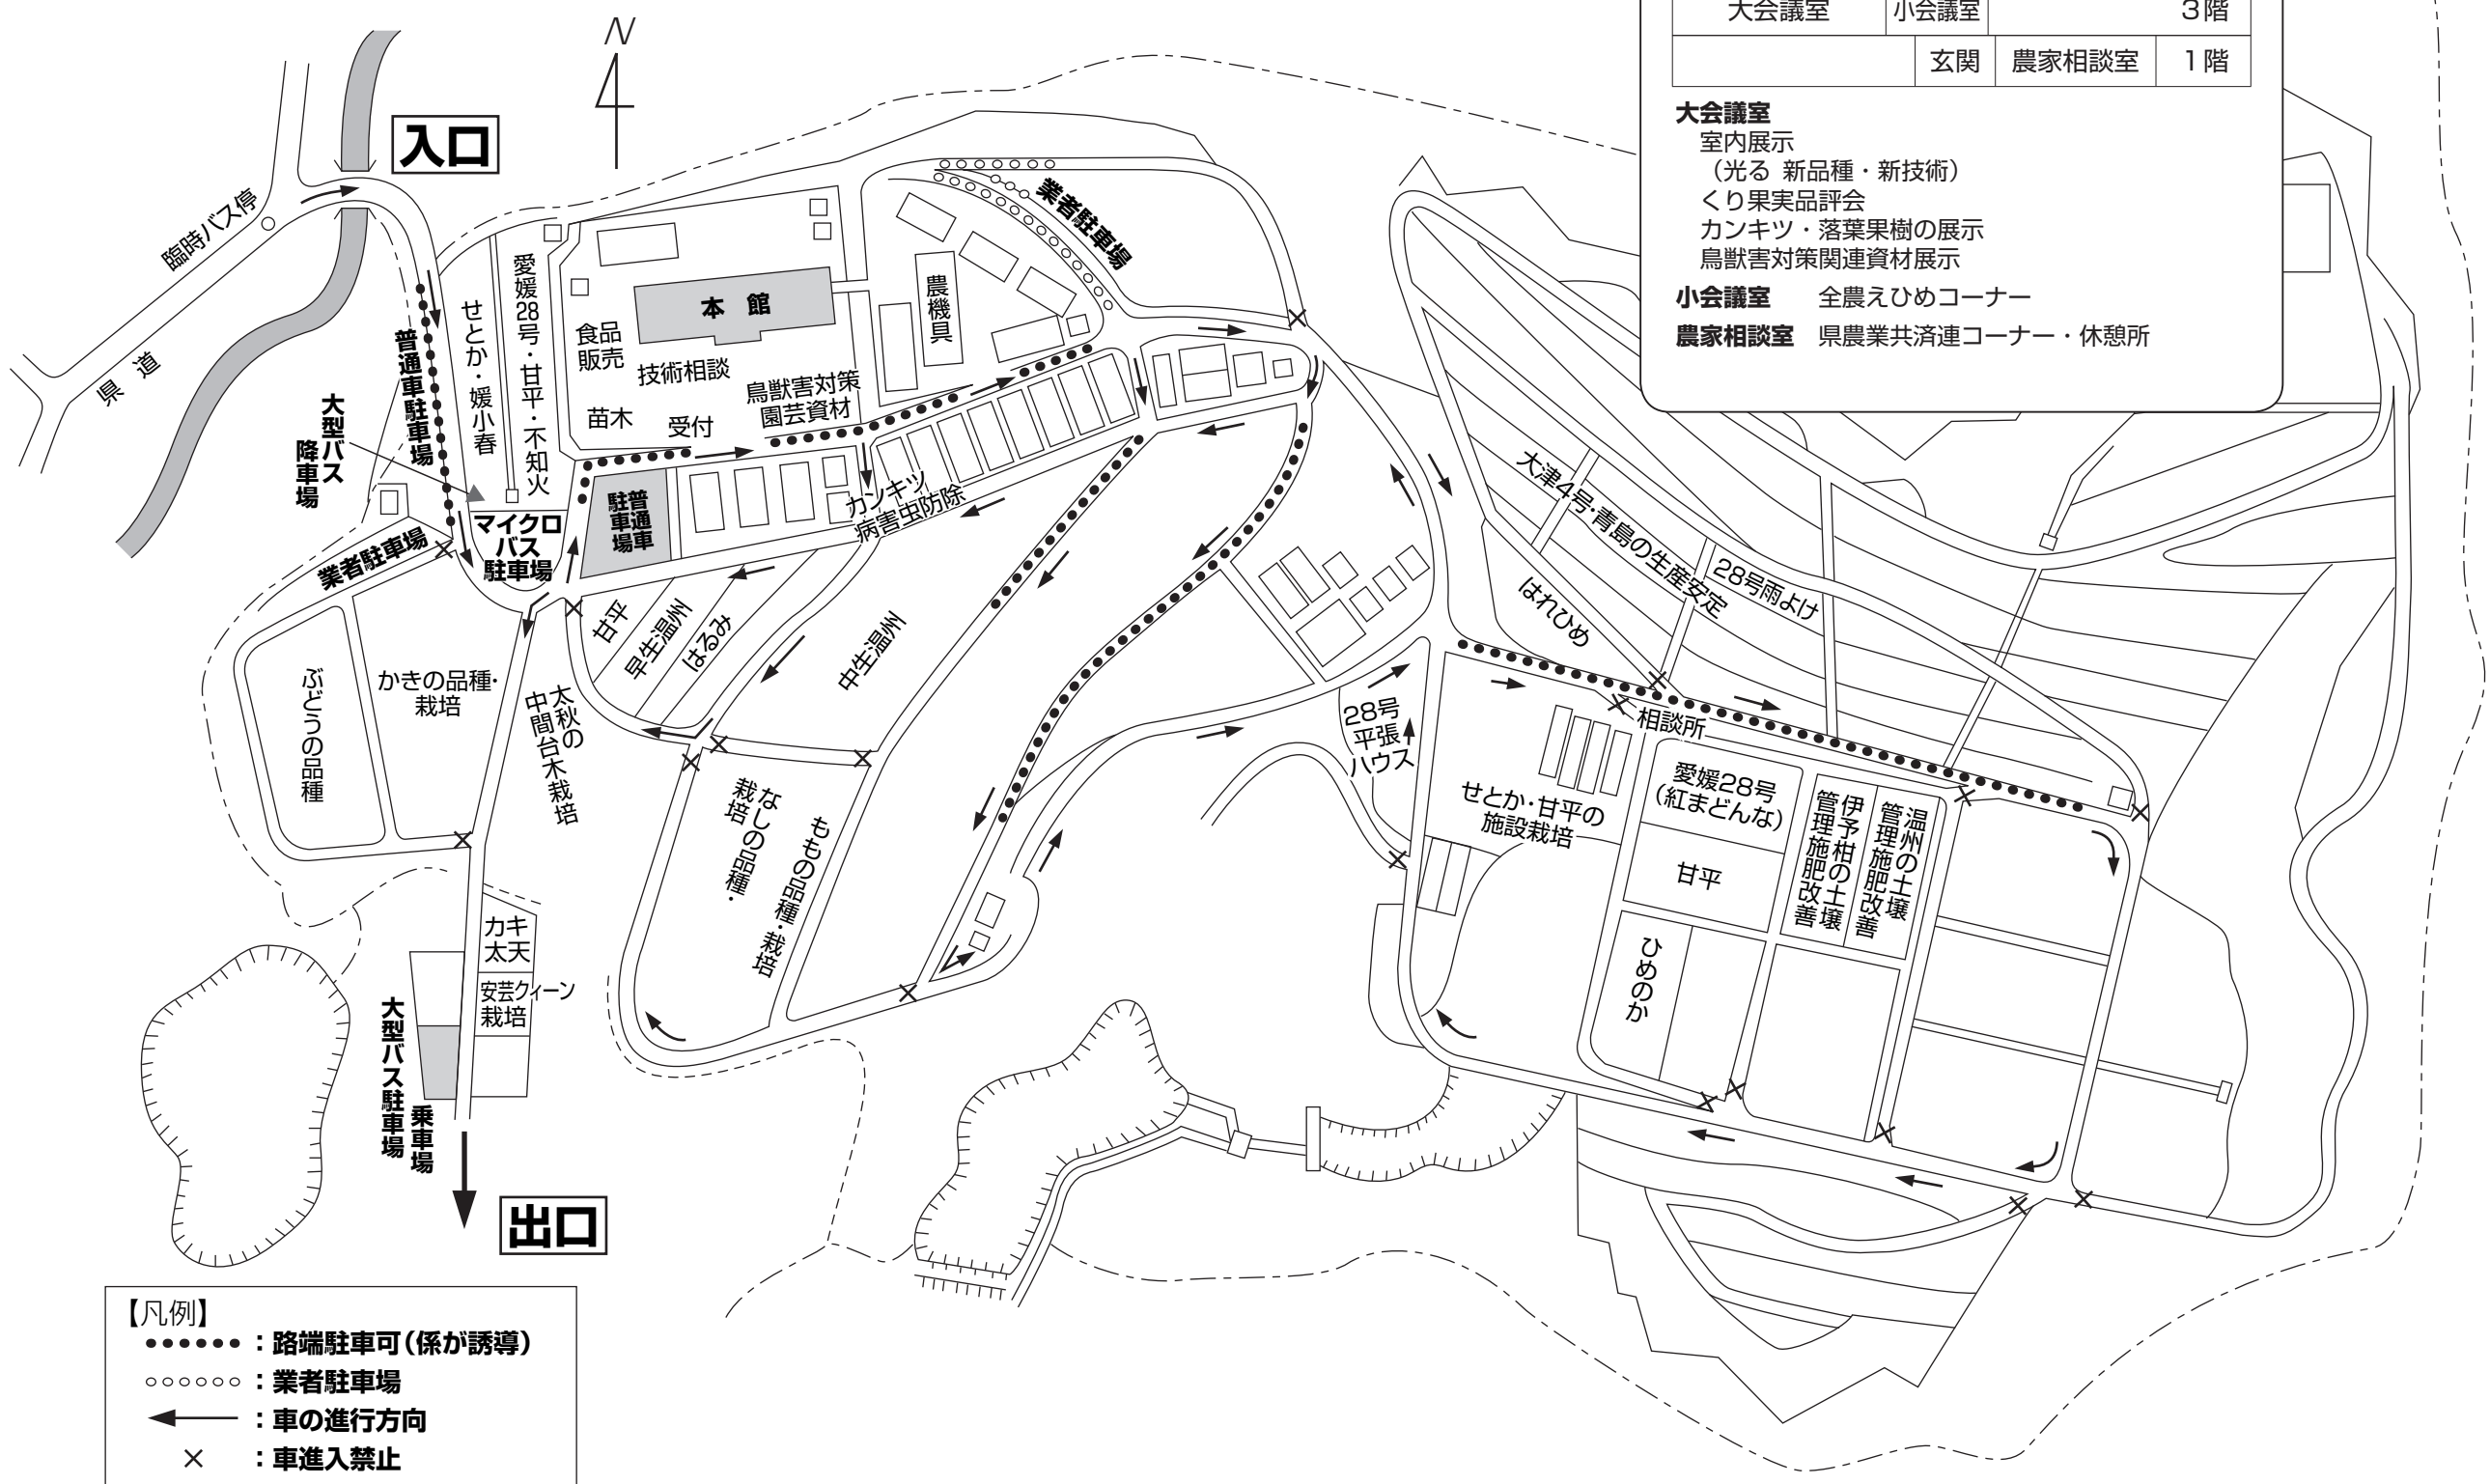 大会議室
小会議室
3階
玄関
農家相談室
1階
大会議室
室内展示
（光る 新品種・新技術）
くり果実品評会
カンキツ・落葉果樹の展示
鳥獣害対策関連資材展示
小会議室 全農えひめコーナー
農家相談室 県農業共済連コーナー・休憩所
N
入口
臨時バス停
県道
普通車駐車場
大型バス
降車場
せとか・媛小春
愛媛28号・甘平・不知火
マイクロ
バス
駐車場
業者駐車場
本館
食品
販売
技術相談
苗木
受付
鳥獣害対策
園芸資材
農機具
業者駐車場
普通車
駐車場
カンキツ
病害虫防除
甘平
早生温州
はるみ
中生温州
ぶどうの品種
かきの品種・
栽培
太秋の
中間台木栽培
なしの品種・
栽培
ももの品種・栽培
カキ
太天
安芸クィーン
栽培
大型バス駐車場
乗車場
出口
大津4号・青島の生産安定
28号雨よけ
はれひめ
相談所
28号
平張
ハウス
せとか・甘平の
施設栽培
愛媛28号
（紅まどんな）
甘平
伊予柑の土壌
管理施肥改善
温州の土壌
管理施肥改善
ひめのか
【凡例】
：路端駐車可（係が誘導）
：業者駐車場
：車の進行方向
×：車進入禁止